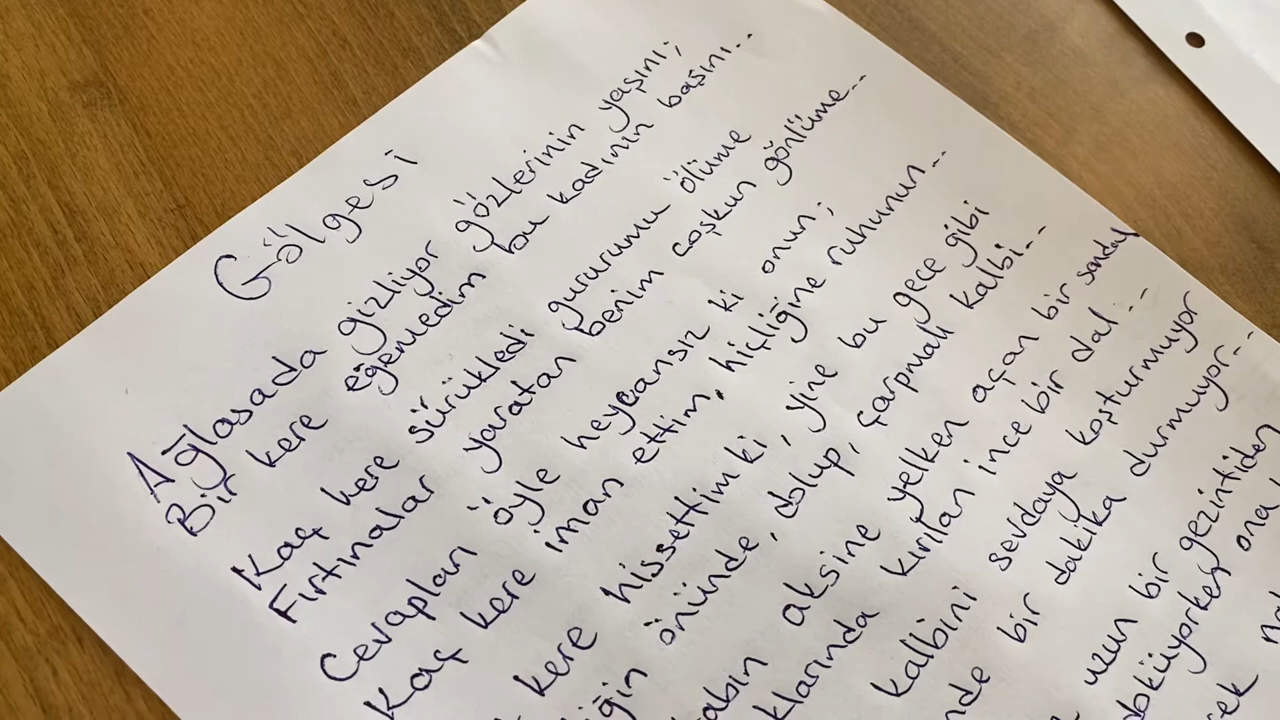 Gölgesi
Ağlasada gizliyor gözlerinin yaşını;
Bir kere eğemedim bu kadının başını..
Kaç kere sürükledi gururumu ölüme
Fırtınalar yaratan benim coşkun gönlüme..
Cevapları öyle heyecansız ki onun;
Kaç kere iman ettim, hiçliğine ruhunun..
kere hissettim ki, yine bu gece gibi
önünde, dolup, çarpmalı kalbi..
aksine yelken açan bir sandal
kırılan ince bir dal..
kalbini sevdaya koşturmuyor
bir dakika durmuyor..
uzun bir gezintiden
ona